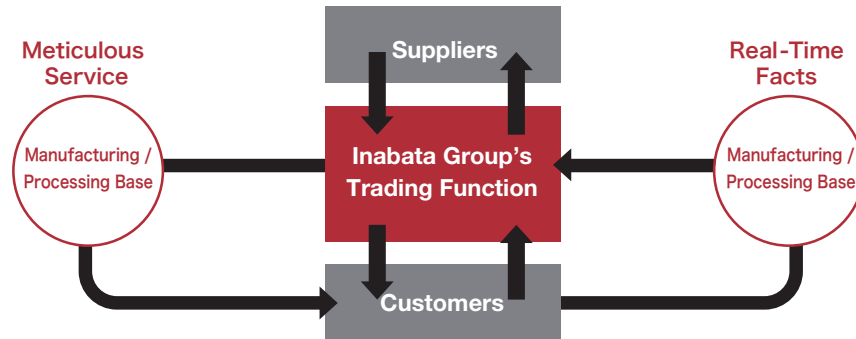 Suppliers
Meticulous
Service
Manufacturing /
Processing Base
Inabata Group’s
Trading Function
Real-Time
Facts
Manufacturing /
Processing Base
Customers